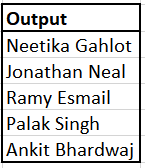 Output
Neetika Gahlot
Jonathan Neal
Ramy Esmail
Palak Singh
Ankit Bhardwaj